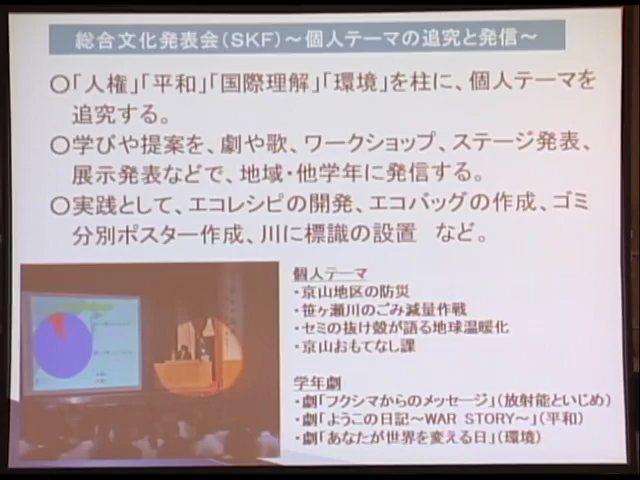 総合文化発表会(SKF)～個人テーマの追究と発信～
○「人権」「平和」「国際理解」「環境」を柱に、個人テーマを
追究する。
○学びや提案を、劇や歌、ワークショップ、ステージ発表、
展示発表などで、地域・他学年に発信する。
○実践として、エコレシピの開発、エコバッグの作成、ゴミ
分別ポスター作成、川に標識の設置　など。
個人テーマ
・京山地区の防災
・笹ヶ瀬川のごみ減量作戦
・セミの抜け殻が語る地球温暖化
・京山おもてなし課
学年劇
・劇「フクシマからのメッセージ」(放射能といじめ)
・劇「ようこの日記～WAR STORY～」(平和)
・劇「あなたが世界を変える日」(環境)